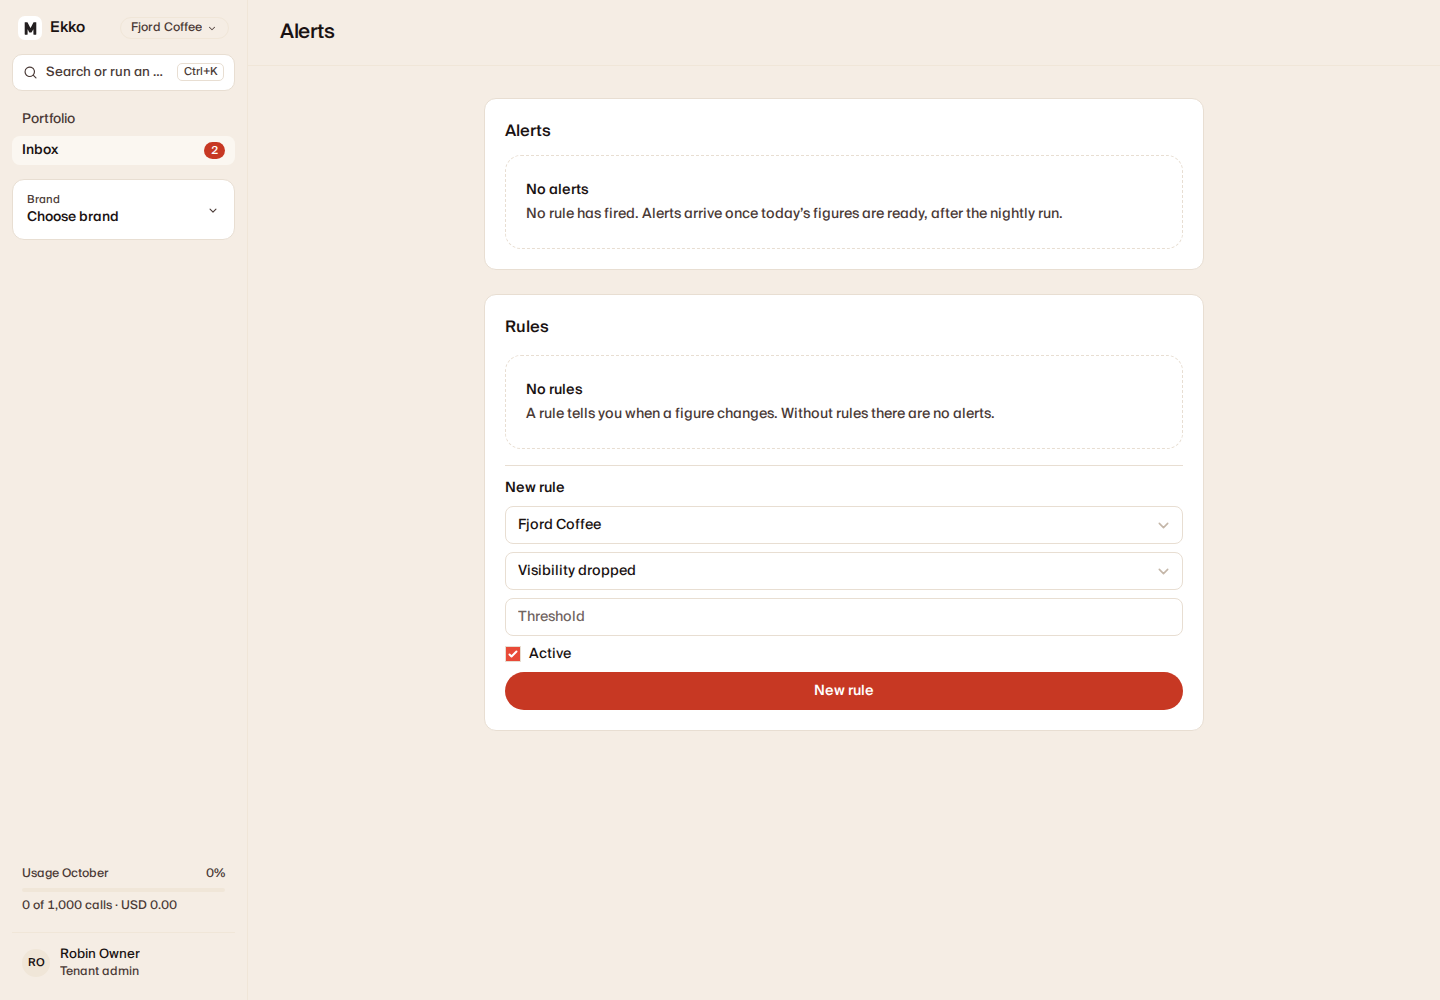 Ekko
Fjord Coffee
Search or run an ...
Ctrl+K
Portfolio
Inbox
2
Brand
Choose brand
Usage October
0%
0 of 1,000 calls · USD 0.00
RO
Robin Owner
Tenant admin
Alerts
Alerts
No alerts
No rule has fired. Alerts arrive once today's figures are ready, after the nightly run.
Rules
No rules
A rule tells you when a figure changes. Without rules there are no alerts.
New rule
Fjord Coffee
Visibility dropped
Threshold
Active
New rule